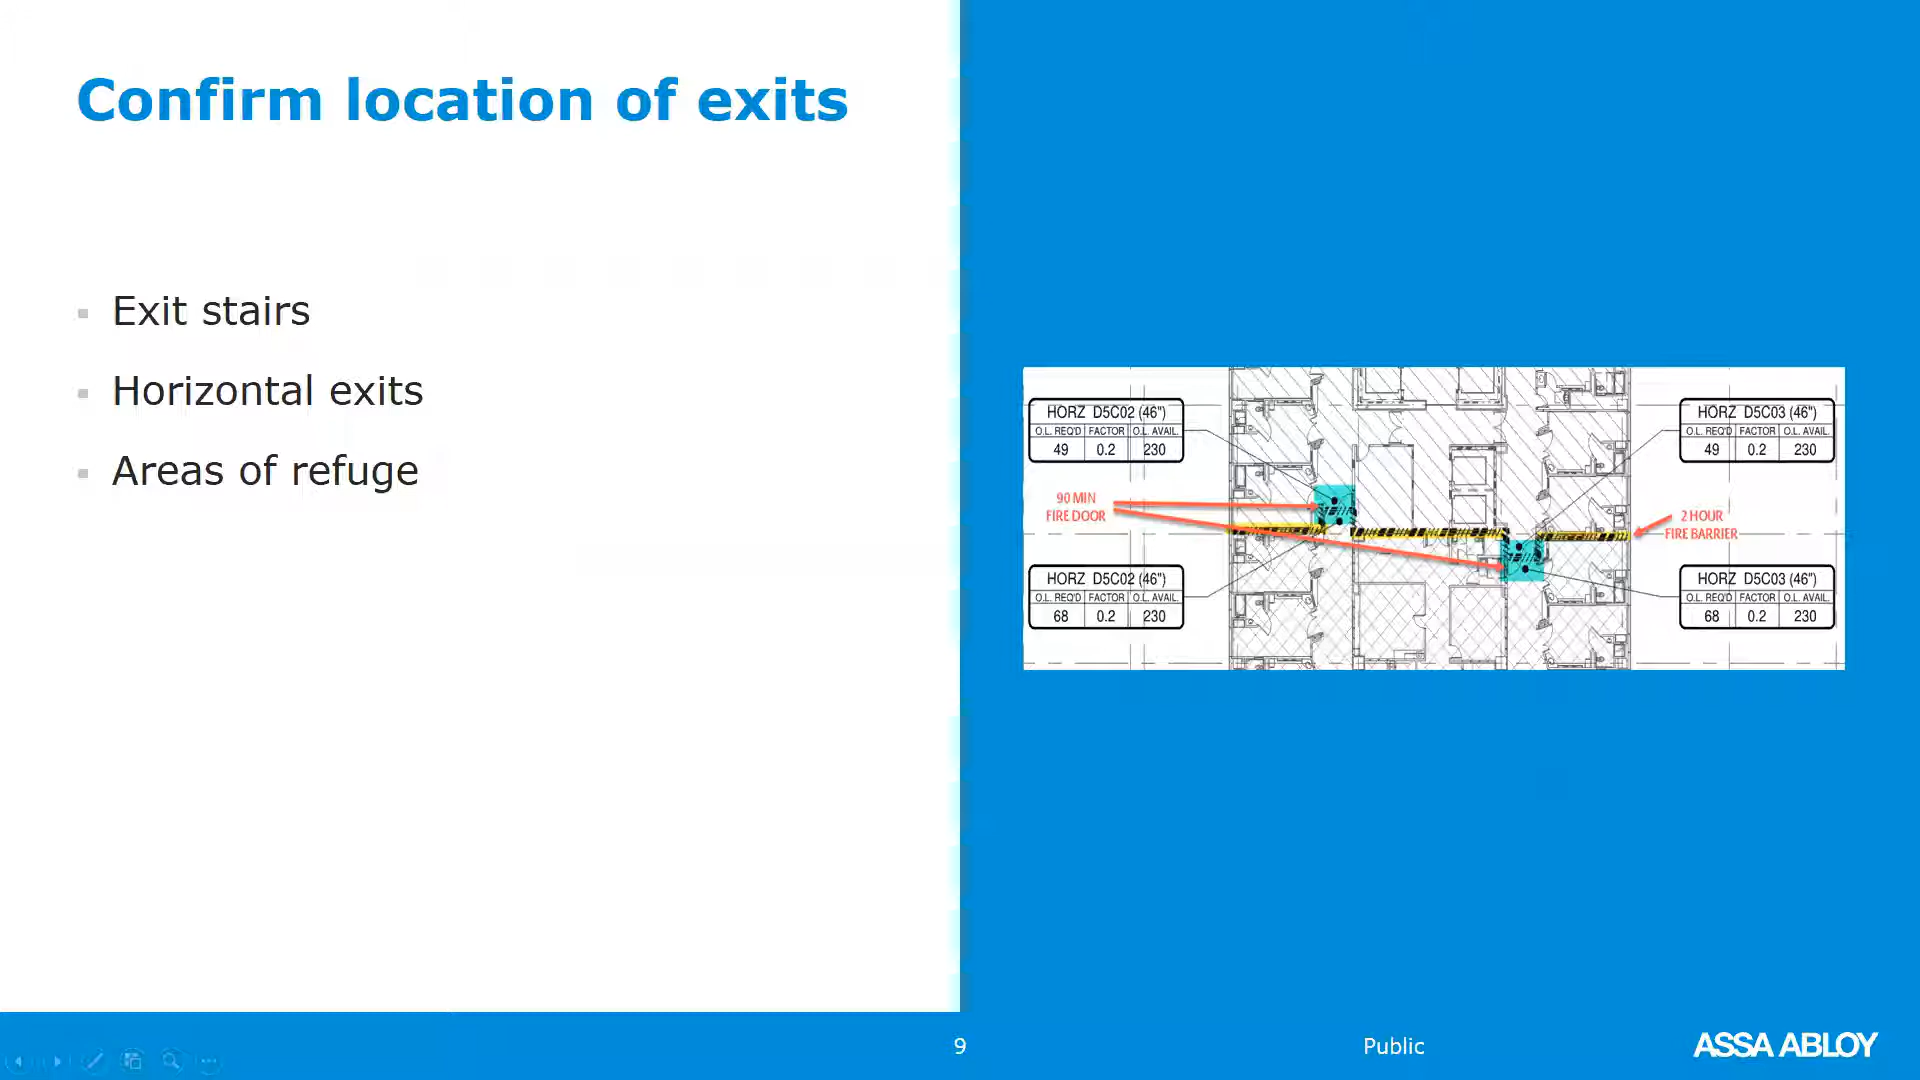 Confirm location of exits
Exit stairs
Horizontal exits
Areas of refuge
HORZ D5C02 (46")
O.L. REQ'D FACTOR O.L. AVAIL.
49 0.2 230
90 MIN
FIRE DOOR
HORZ D5C02 (46")
O.L. REQ'D FACTOR O.L. AVAIL.
68 0.2 230
HORZ D5C03 (46")
O.L. REQ'D FACTOR O.L. AVAIL.
49 0.2 230
2 HOUR
FIRE BARRIER
HORZ D5C03 (46")
O.L. REQ'D FACTOR O.L. AVAIL.
68 0.2 230
9
Public
ASSA ABLOY